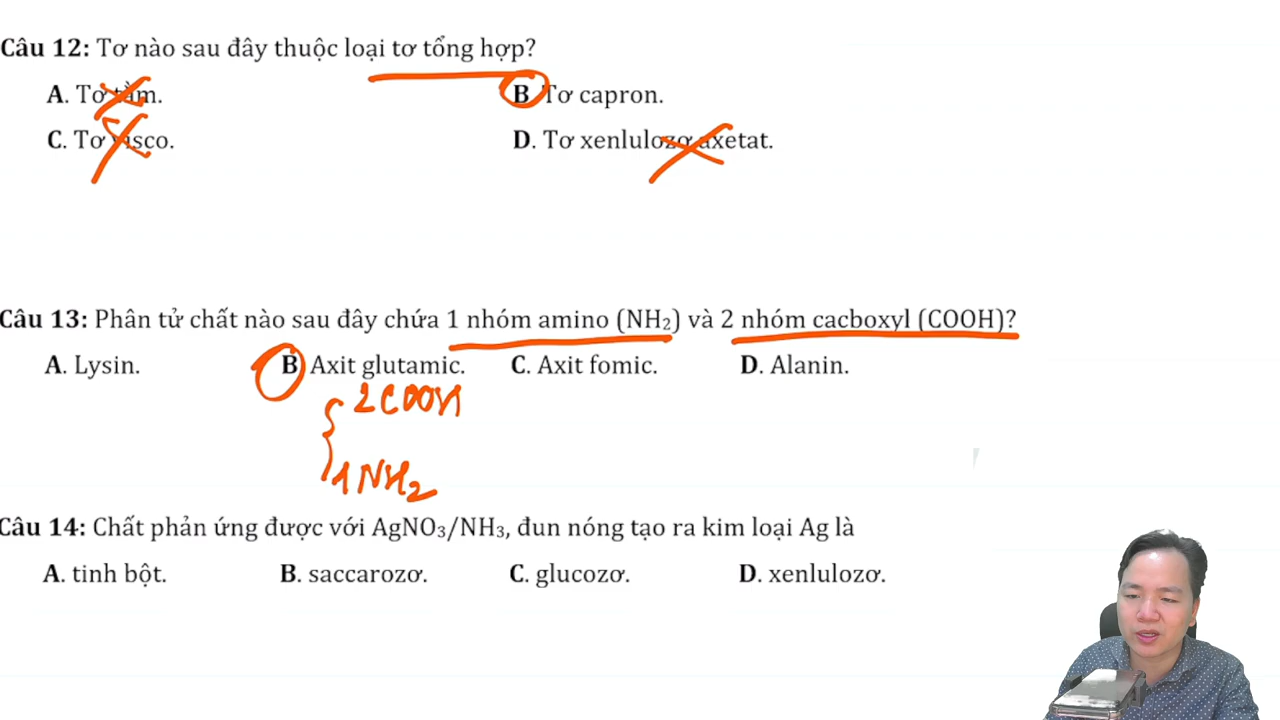 Câu 12: Tơ nào sau đây thuộc loại tơ tổng hợp?
A. Tơ tằm. B. Tơ capron.
C. Tơ visco. D. Tơ xenlulozơ axetat.
Câu 13: Phân tử chất nào sau đây chứa 1 nhóm amino (NH₂) và 2 nhóm cacboxyl (COOH)?
A. Lysin. B. Axit glutamic. C. Axit fomic. D. Alanin.
2COOH
1NH₂
Câu 14: Chất phản ứng được với AgNO₃/NH₃, đun nóng tạo ra kim loại Ag là
A. tinh bột. B. saccarozơ. C. glucozơ. D. xenlulozơ.